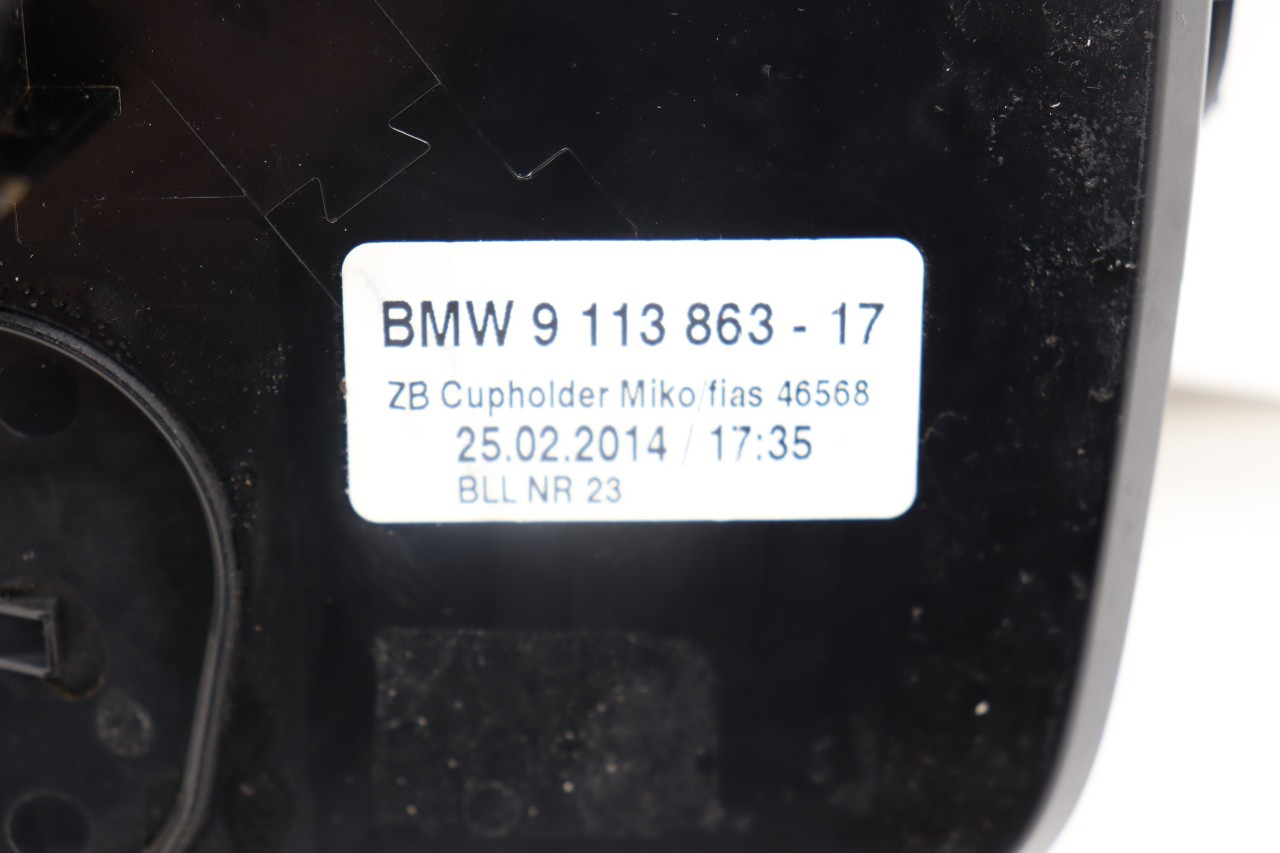 BMW 9 113 863 - 17
ZB Cupholder Miko/fias 46568
25.02.2014 / 17:35
BLL NR 23